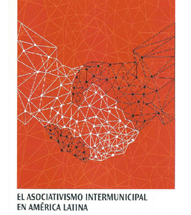 EL ASOCIATIVISMO INTERMUNICIPAL
EN AMÉRICA LATINA